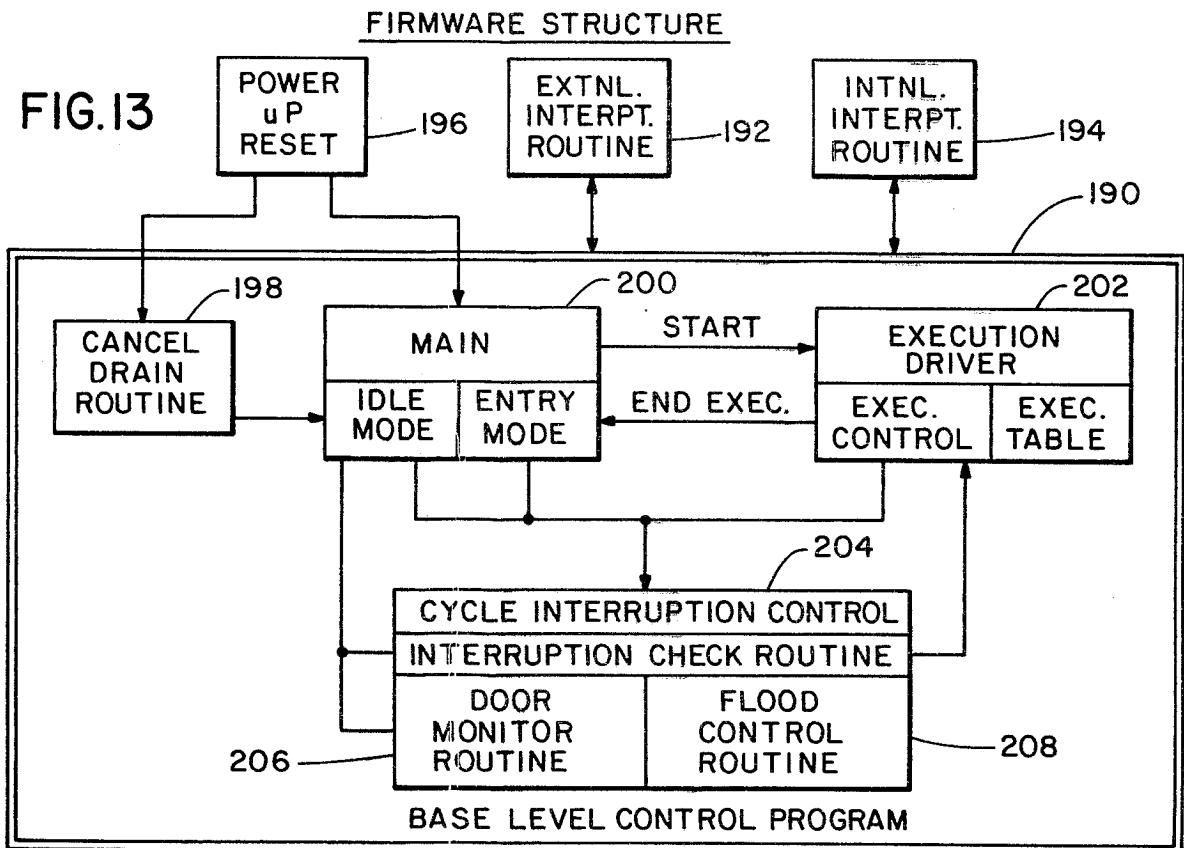 FIRMWARE STRUCTURE
FIG.13
POWER
uP
RESET
196
EXTNL.
INTERPT.
ROUTINE
192
INTNL.
INTERPT.
ROUTINE
194
190
198
CANCEL
DRAIN
ROUTINE
200
MAIN
IDLE
MODE
ENTRY
MODE
START
END EXEC.
202
EXECUTION
DRIVER
EXEC.
CONTROL
EXEC.
TABLE
204
CYCLE INTERRUPTION CONTROL
INTERRUPTION CHECK ROUTINE
DOOR
MONITOR
ROUTINE
206
FLOOD
CONTROL
ROUTINE
208
BASE LEVEL CONTROL PROGRAM